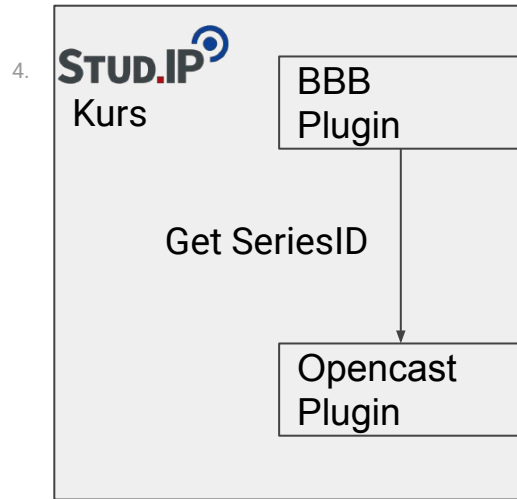 4.
STUD.IP
Kurs
BBB
Plugin
Get SeriesID
Opencast
Plugin